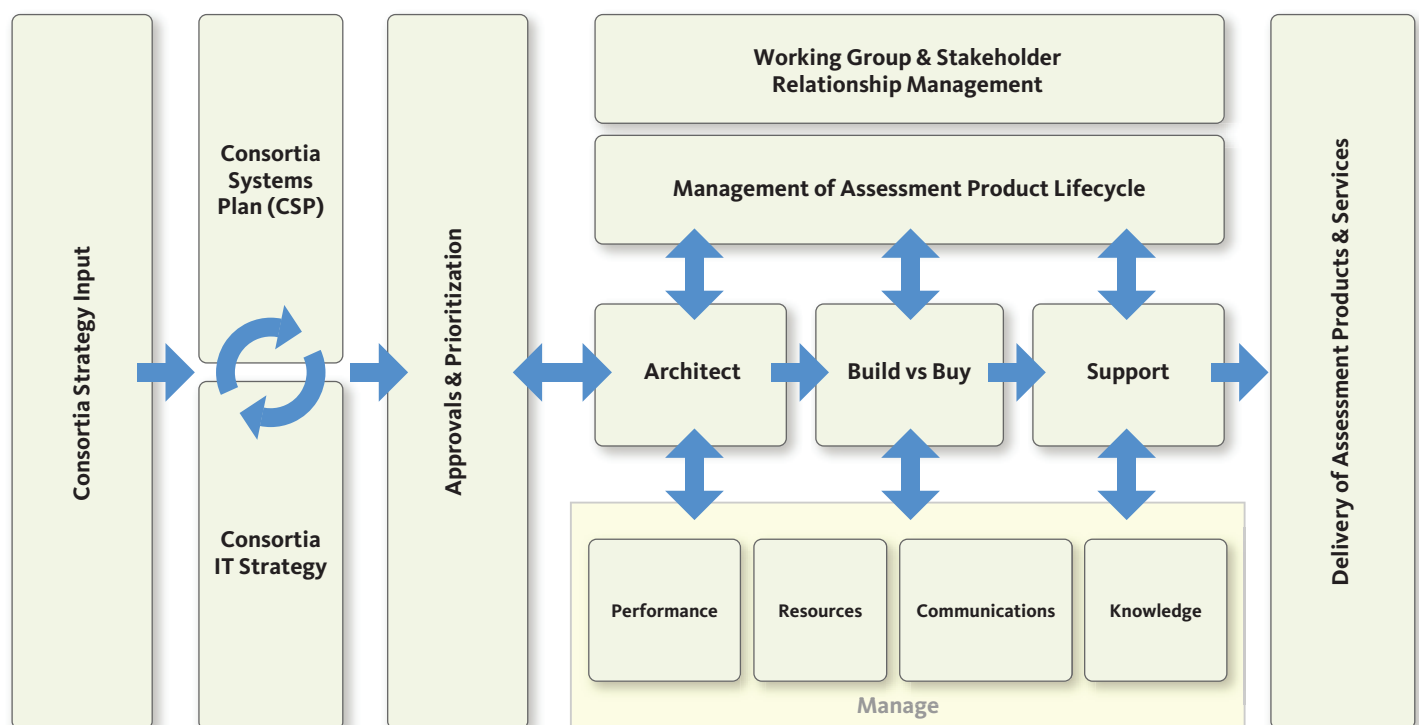 Consortia Strategy Input
Consortia
Systems
Plan (CSP)
Consortia
IT Strategy
Approvals & Prioritization
Working Group & Stakeholder
Relationship Management
Management of Assessment Product Lifecycle
Architect
Build vs Buy
Support
Performance
Resources
Communications
Knowledge
Manage
Delivery of Assessment Products & Services